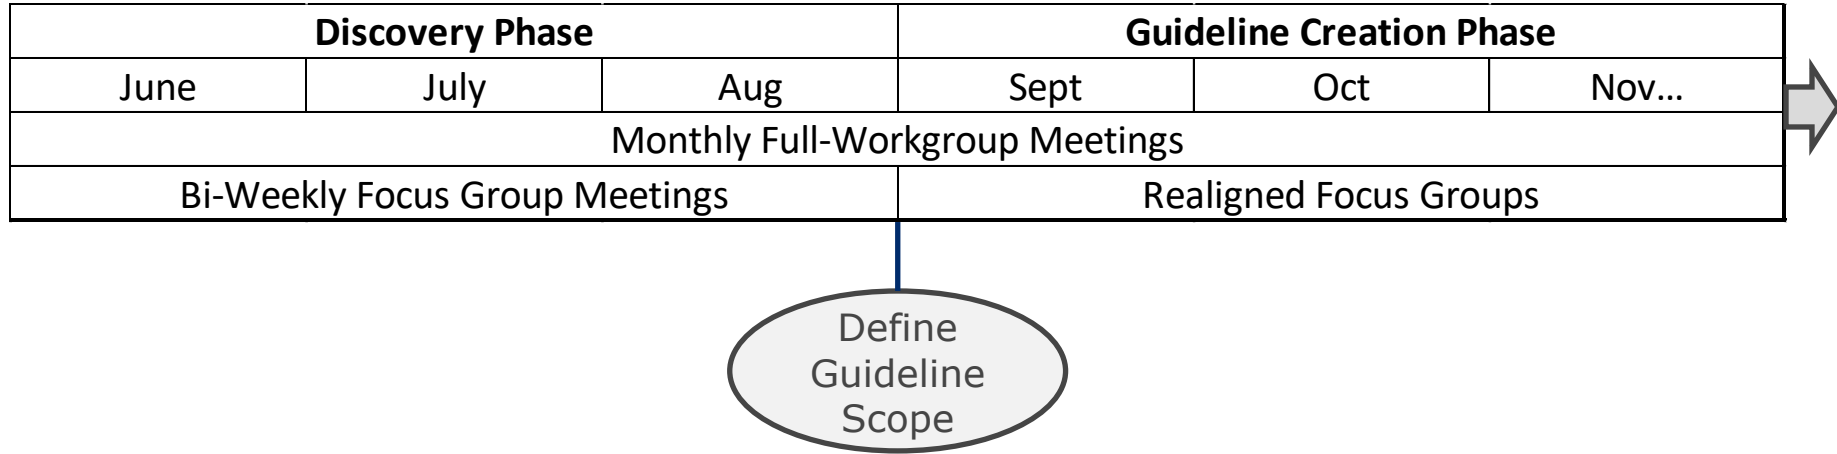 Discovery Phase Guideline Creation Phase
June July Aug Sept Oct Nov…
Monthly Full-Workgroup Meetings
Bi-Weekly Focus Group Meetings Realigned Focus Groups
Define
Guideline
Scope